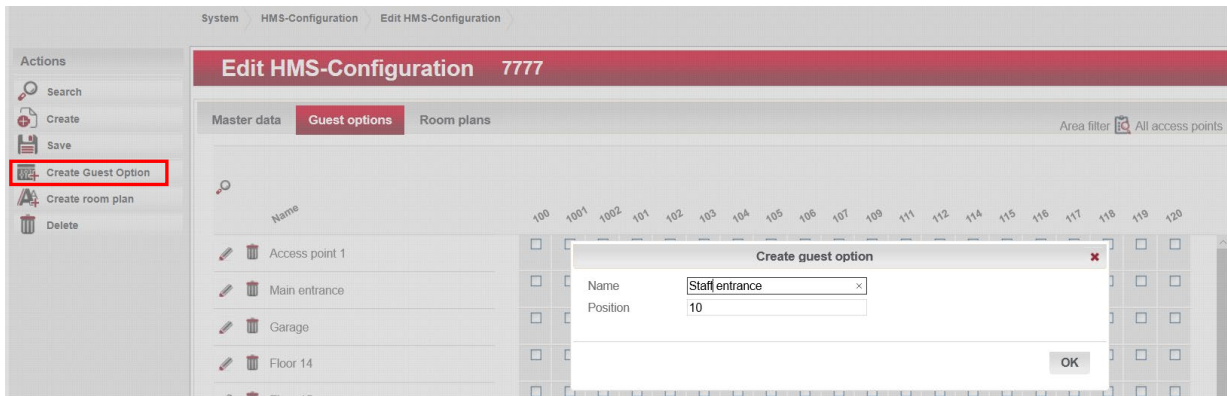 System HMS-Configuration Edit HMS-Configuration
Actions
Search
Create
Save
Create Guest Option
Create room plan
Delete
Edit HMS-Configuration 7777
Master data Guest options Room plans
Area filter All access points
Name 100 1001 1002 101 102 103 104 105 106 107 109 111 112 114 115 116 117 118 119 120
Access point 1
Main entrance
Garage
Floor 14
Create guest option
Name Staff entrance
Position 10
OK